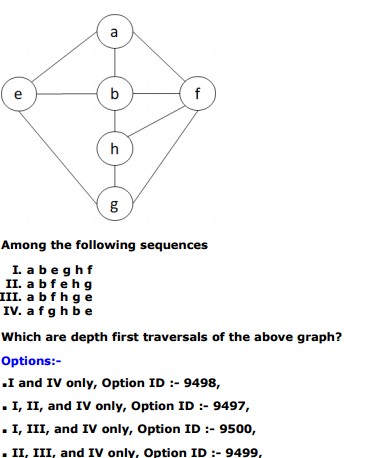 a
e
b
f
h
g
Among the following sequences
I. a b e g h f
II. a b f e h g
III. a b f h g e
IV. a f g h b e
Which are depth first traversals of the above graph?
Options:-
.I and IV only, Option ID :- 9498,
. I, II, and IV only, Option ID :- 9497,
. I, III, and IV only, Option ID :- 9500,
. II, III, and IV only, Option ID :- 9499,